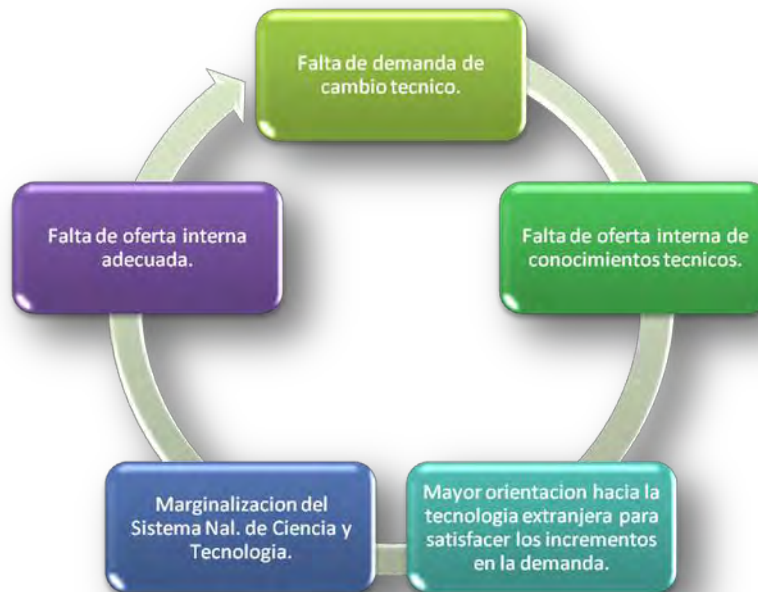 Falta de demanda de
cambio tecnico.
Falta de oferta interna de
conocimientos tecnicos.
Mayor orientacion hacia la
tecnologia extranjera para
satisfacer los incrementos
en la demanda.
Marginalizacion del
Sistema Nal. de Ciencia y
Tecnologia.
Falta de oferta interna
adecuada.